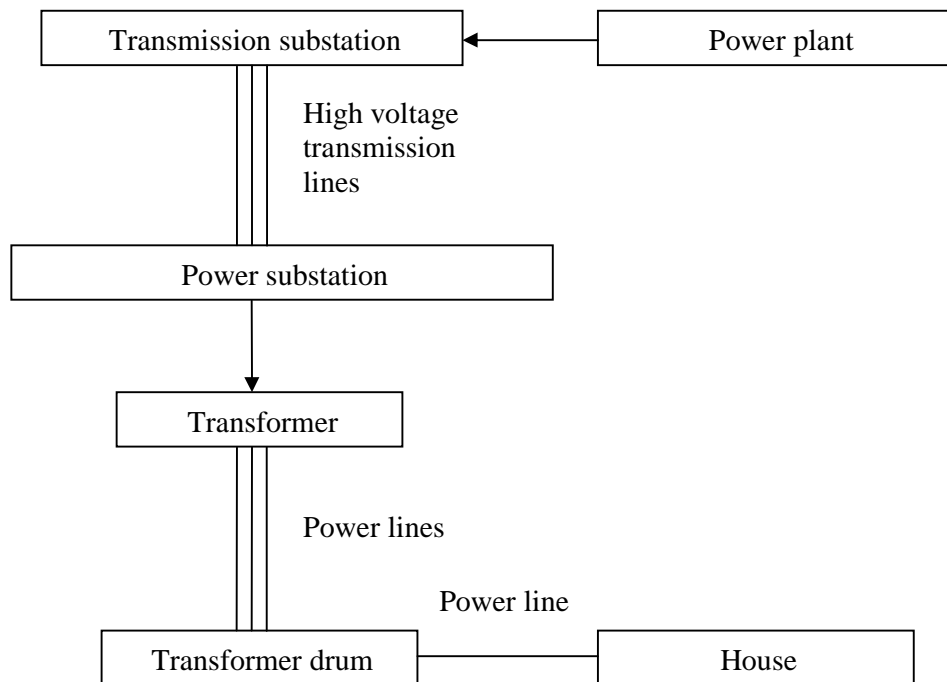 Transmission substation
Power plant
High voltage
transmission
lines
Power substation
Transformer
Power lines
Power line
Transformer drum
House